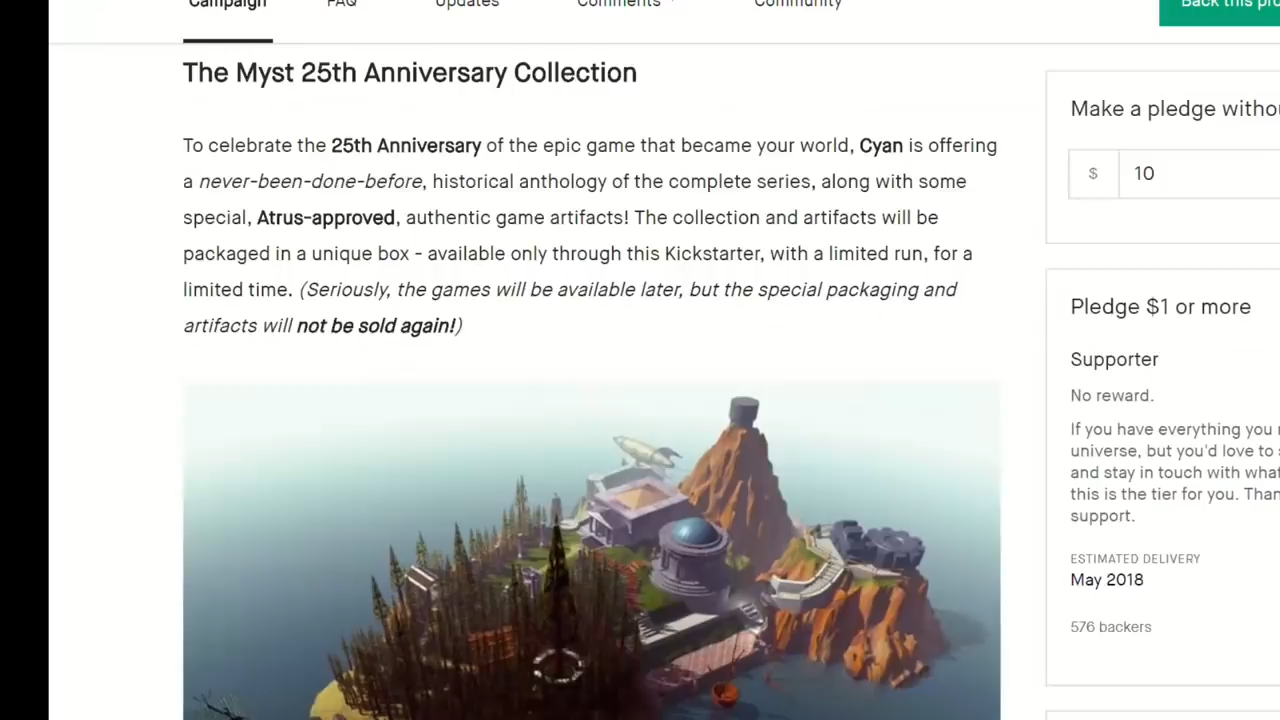 Campaign FAQ Updates Comments Community
Back this pro
The Myst 25th Anniversary Collection
To celebrate the 25th Anniversary of the epic game that became your world, Cyan is offering
a never-been-done-before, historical anthology of the complete series, along with some
special, Atrus-approved, authentic game artifacts! The collection and artifacts will be
packaged in a unique box - available only through this Kickstarter, with a limited run, for a
limited time. (Seriously, the games will be available later, but the special packaging and
artifacts will not be sold again!)
Make a pledge witho
$ 10
Pledge $1 or more
Supporter
No reward.
If you have everything you
universe, but you'd love to
and stay in touch with what
this is the tier for you. Than
support.
ESTIMATED DELIVERY
May 2018
576 backers